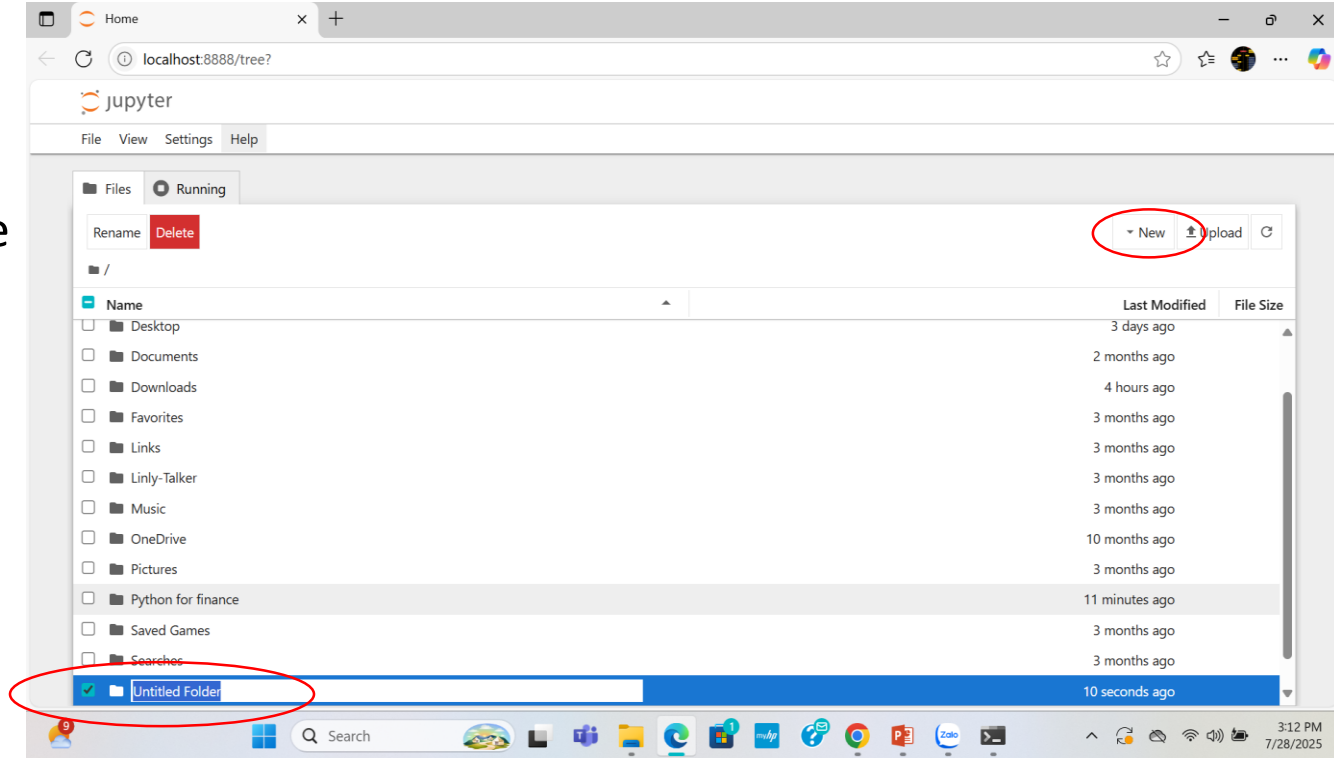 Home
localhost:8888/tree?
jupyter
File View Settings Help
Files Running
e
Rename Delete New Upload
/
Name Last Modified File Size
Desktop 3 days ago
Documents 2 months ago
Downloads 4 hours ago
Favorites 3 months ago
Links 3 months ago
Linly-Talker 3 months ago
Music 3 months ago
OneDrive 10 months ago
Pictures 3 months ago
Python for finance 11 minutes ago
Saved Games 3 months ago
Searches 3 months ago
Untitled Folder 10 seconds ago
9
Search
1
myhp
Zalo
3:12 PM
7/28/2025